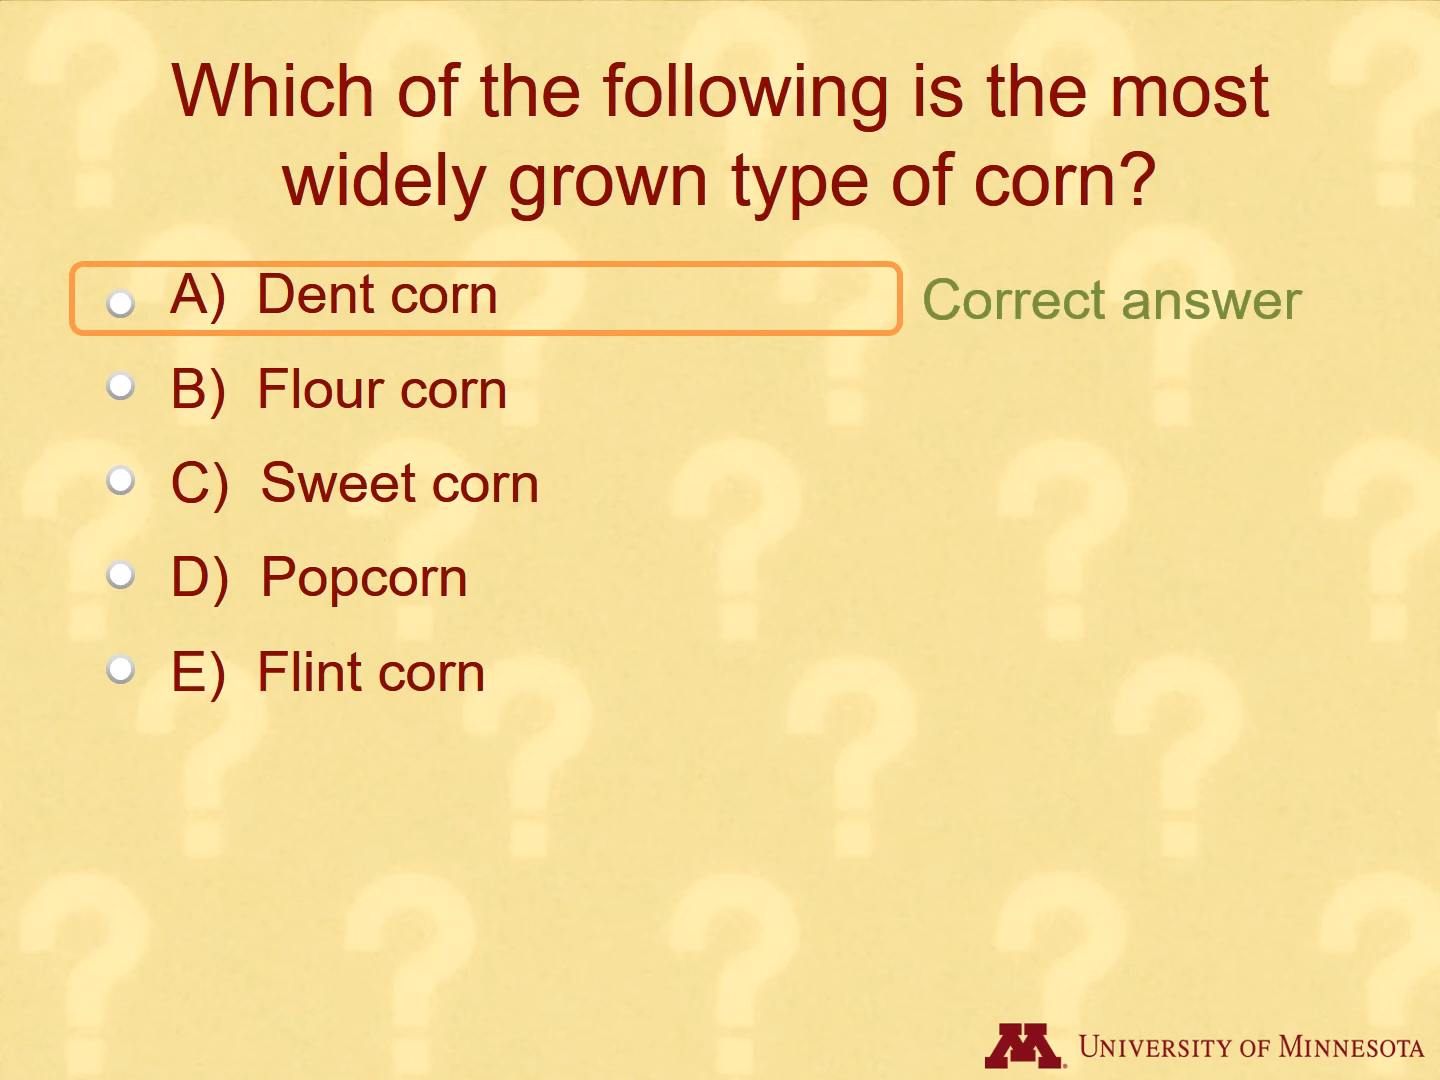 Which of the following is the most
widely grown type of corn?
A) Dent corn
Correct answer
B) Flour corn
C) Sweet corn
D) Popcorn
E) Flint corn
M
UNIVERSITY OF MINNESOTA